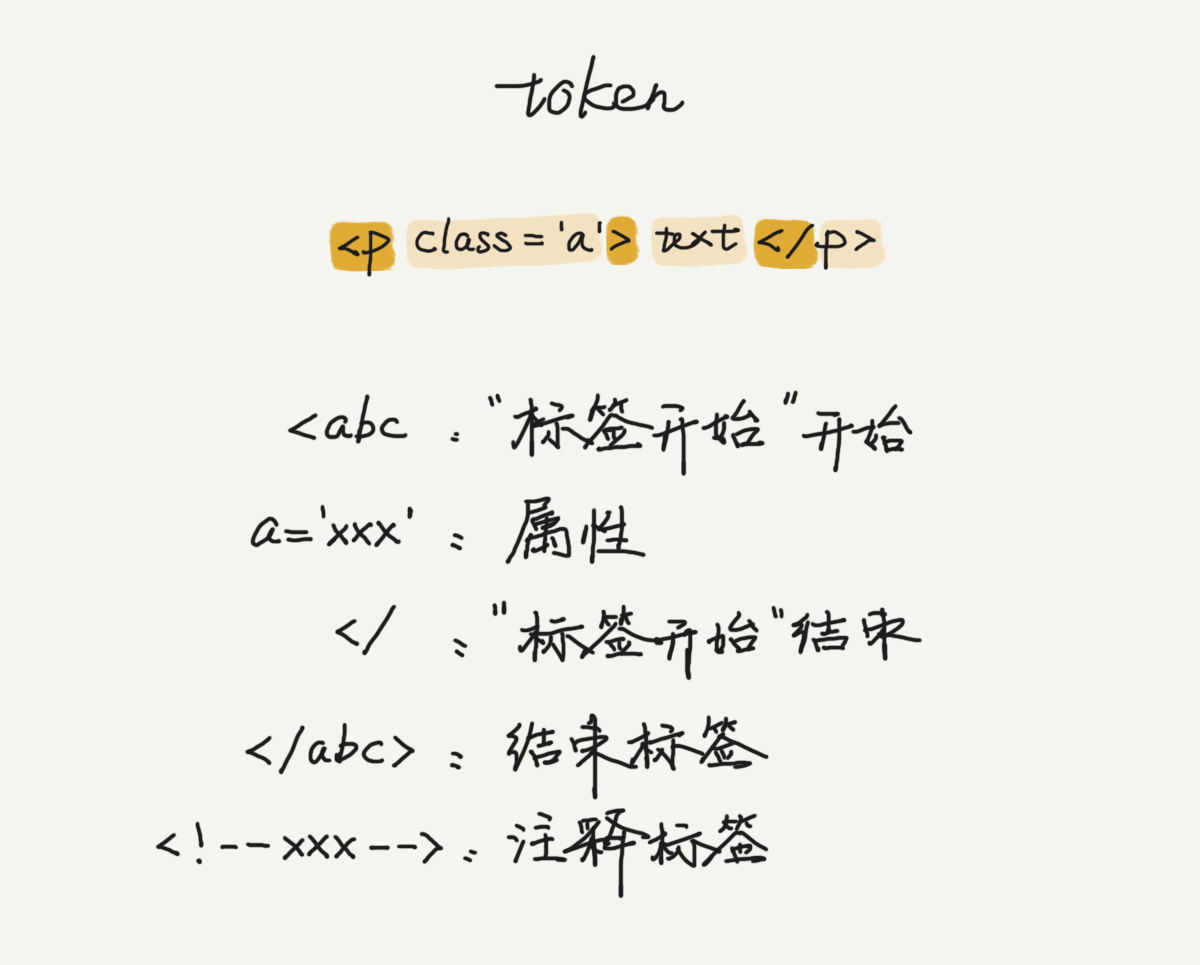 token
<p class='a'> text </p>
<abc : "标签开始"开始
a='xxx' : 属性
</ : "标签开始"结束
</abc> : 结束标签
<!--xxx--> : 注释标签